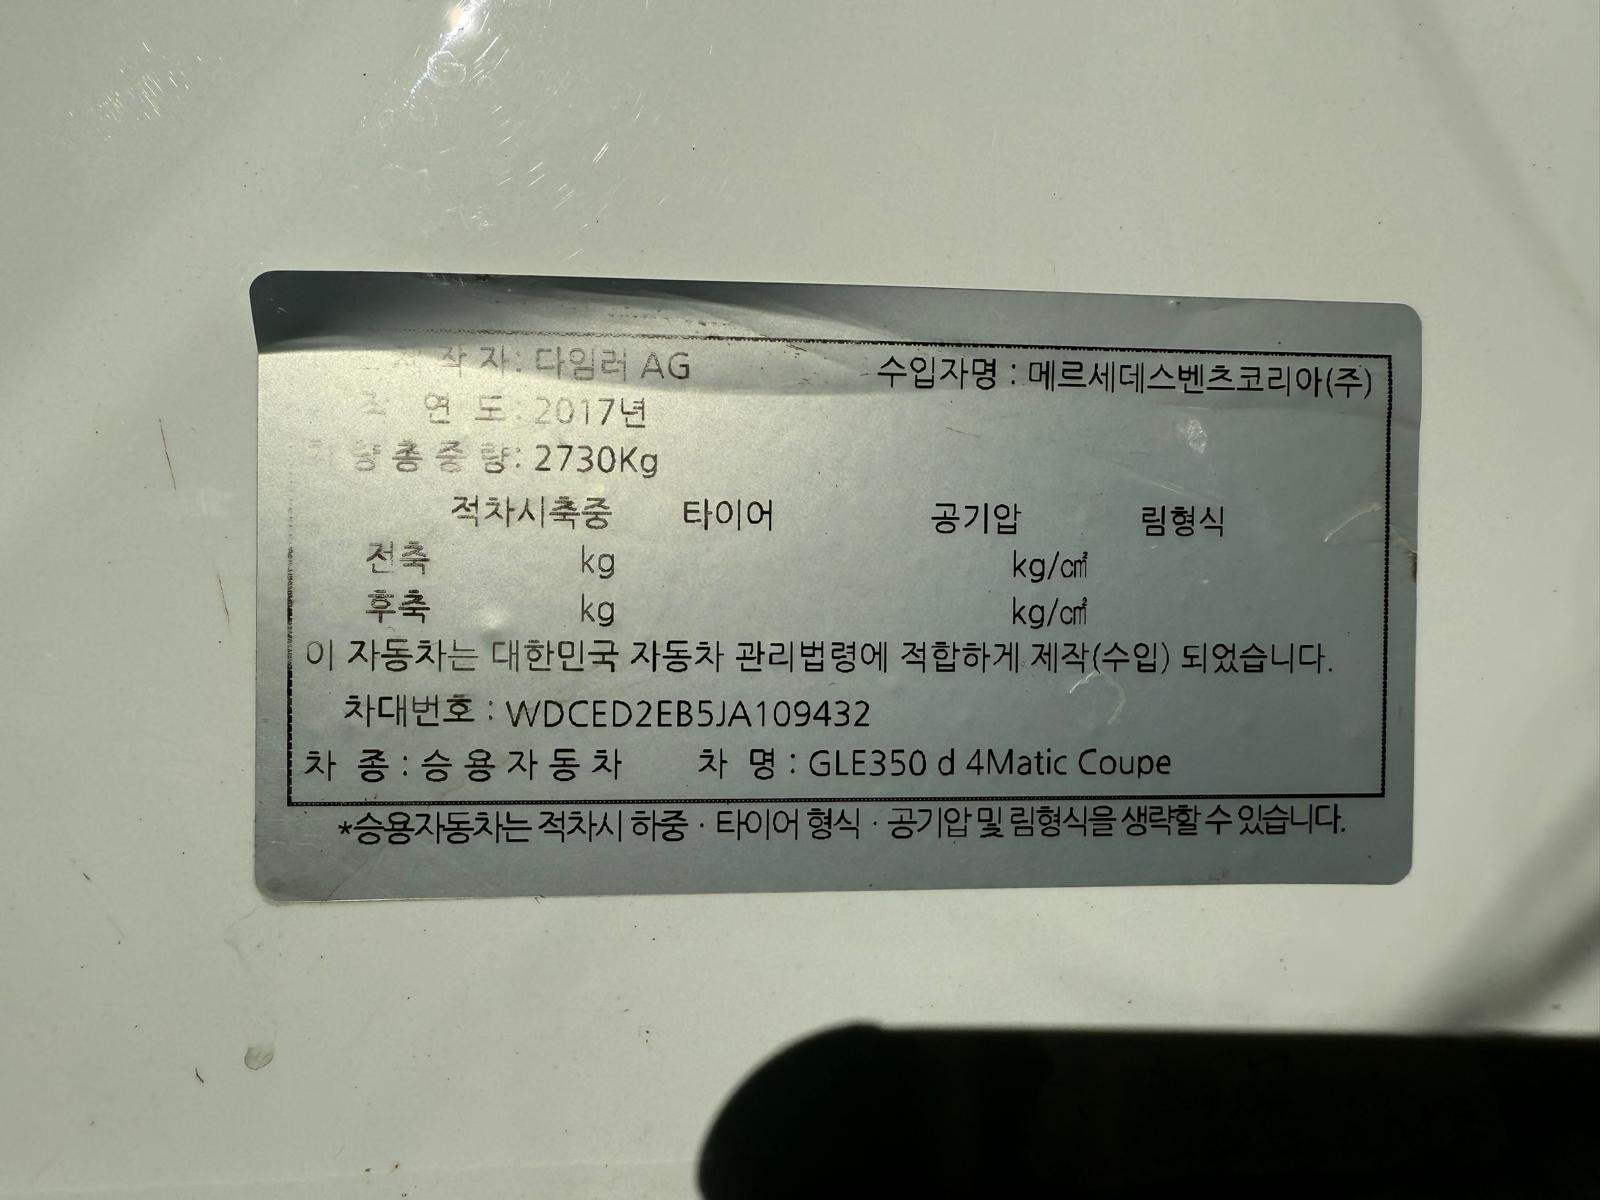 제 작 자 : 다임러 AG 수입자명 : 메르세데스벤츠코리아(주)
조 연 도 : 2017년
량 총 중 량 : 2730Kg
적차시축중 타이어 공기압 림형식
전축 kg kg/㎠
후축 kg kg/㎠
이 자동차는 대한민국 자동차 관리법령에 적합하게 제작(수입) 되었습니다.
차대번호 : WDCED2EB5JA109432
차 종 : 승 용 자 동 차 차 명 : GLE350 d 4Matic Coupe
*승용자동차는 적차시 하중 · 타이어 형식 · 공기압 및 림형식을 생략할 수 있습니다.